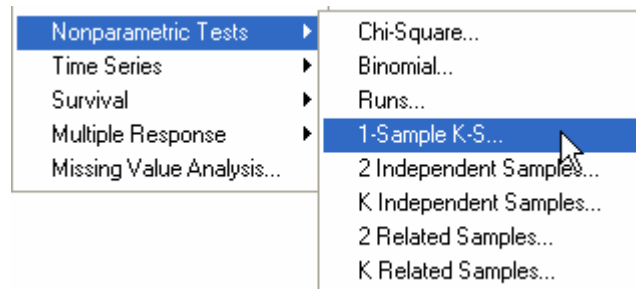 Nonparametric Tests
Time Series
Survival
Multiple Response
Missing Value Analysis...
Chi-Square...
Binomial...
Runs...
1-Sample K-S...
2 Independent Samples...
K Independent Samples...
2 Related Samples...
K Related Samples...